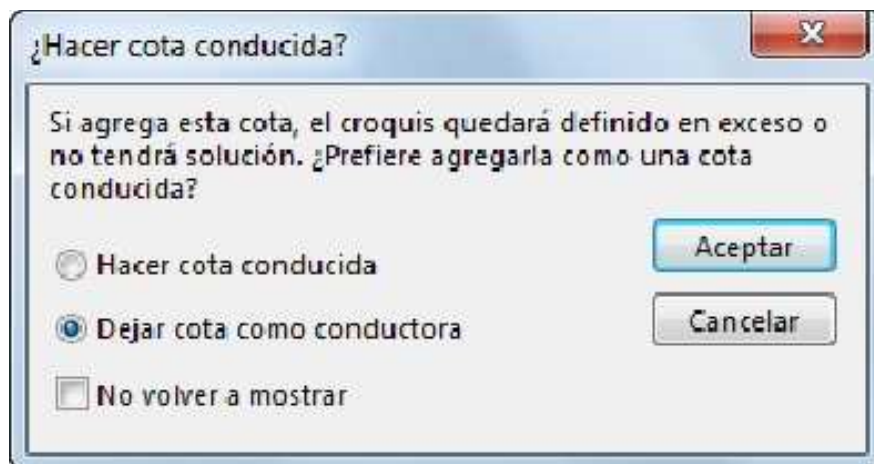 ¿Hacer cota conducida?
Si agrega esta cota, el croquis quedará definido en exceso o
no tendrá solución. ¿Prefiere agregarla como una cota
conducida?
Hacer cota conducida
Dejar cota como conductora
No volver a mostrar
Aceptar
Cancelar